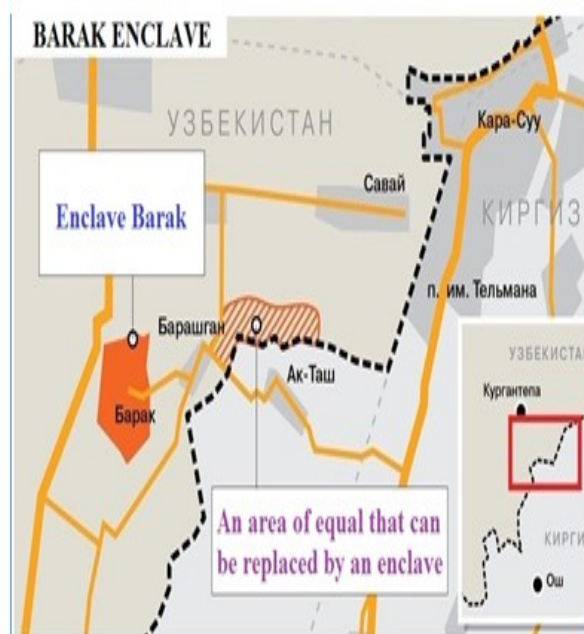 BARAK ENCLAVE
УЗБЕКИСТАН
Кара-Суу
Савай
КИРГИЗ
Enclave Barak
п. им. Тельмана
Барашган
Ак-Таш
Барак
УЗБЕКИСТАН
Кургантепа
An area of equal that can
be replaced by an enclave
КИРГИ
Ош